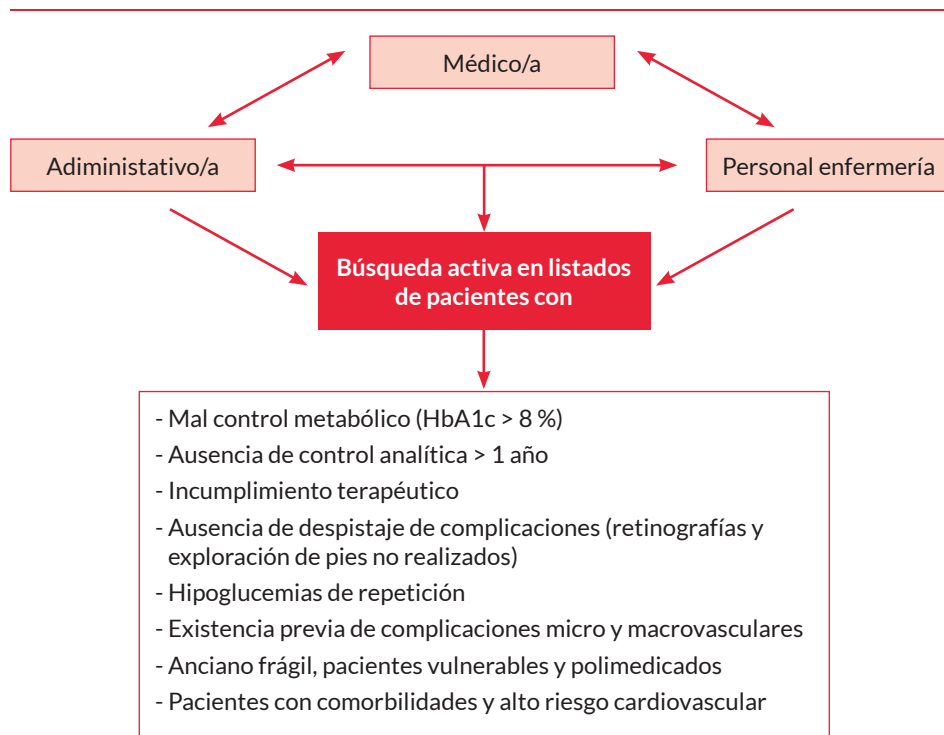 Médico/a
Adiministativo/a
Personal enfermería
Búsqueda activa en listados
de pacientes con
- Mal control metabólico (HbA1c > 8 %)
- Ausencia de control analítica > 1 año
- Incumplimiento terapéutico
- Ausencia de despistaje de complicaciones (retinografías y
exploración de pies no realizados)
- Hipoglucemias de repetición
- Existencia previa de complicaciones micro y macrovasculares
- Anciano frágil, pacientes vulnerables y polimedicados
- Pacientes con comorbilidades y alto riesgo cardiovascular